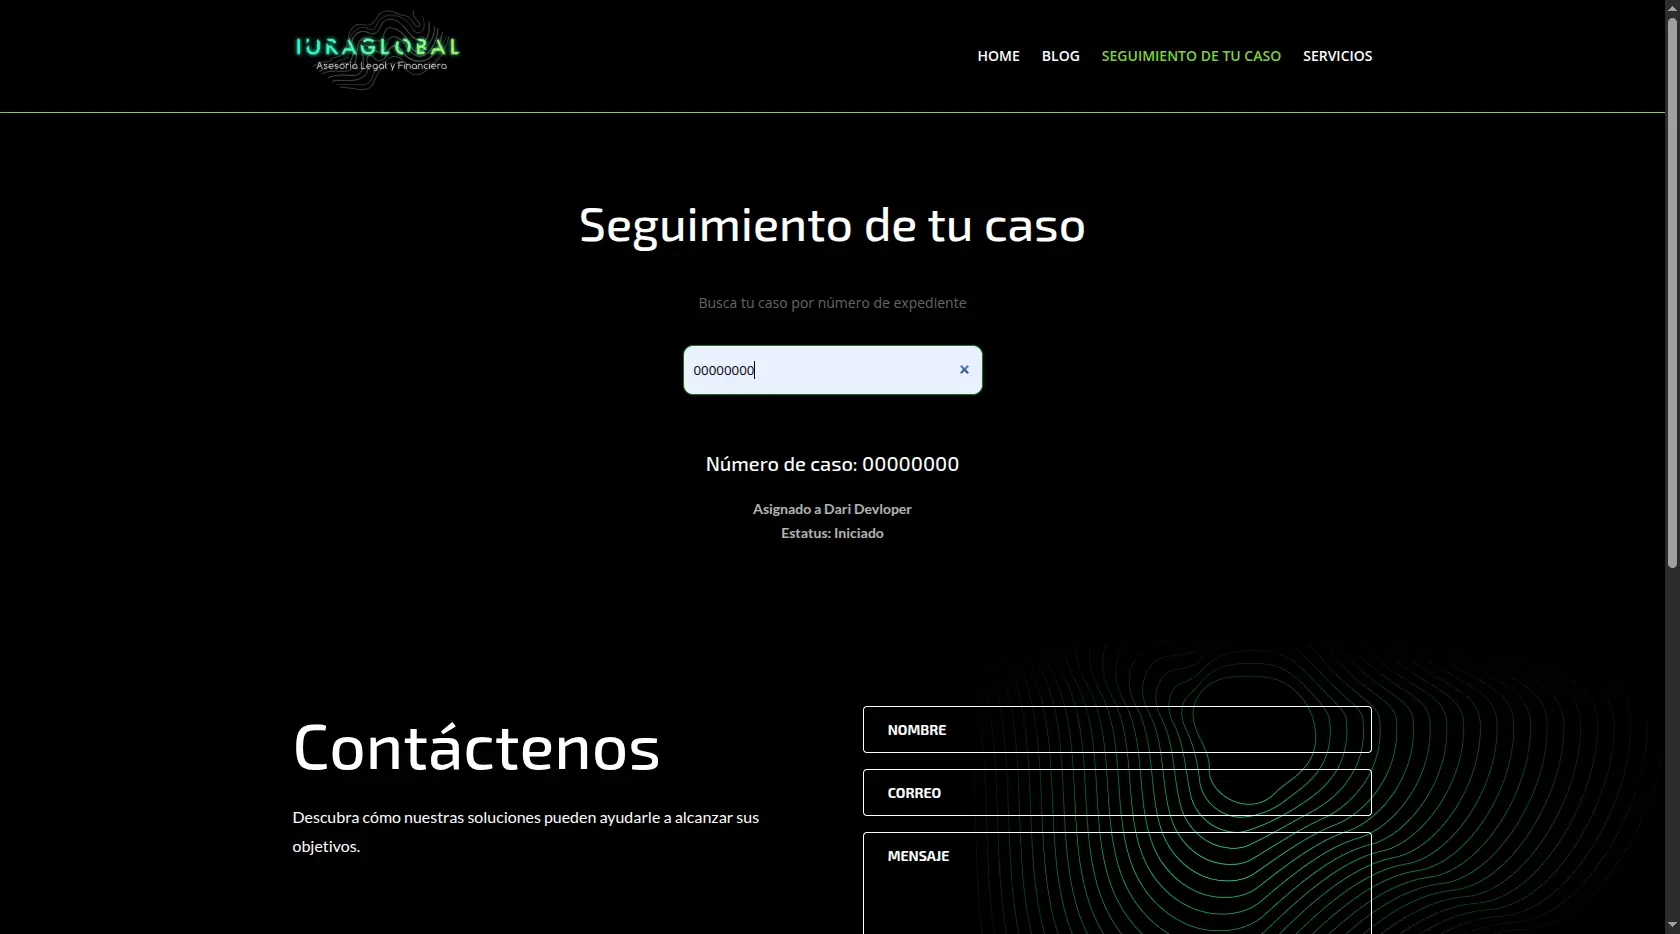 IURAGLOBAL
Asesoría Legal y Financiera
HOME BLOG SEGUIMIENTO DE TU CASO SERVICIOS
Seguimiento de tu caso
Busca tu caso por número de expediente
00000000 ×
Número de caso: 00000000
Asignado a Dari Devloper
Estatus: Iniciado
Contáctenos
Descubra cómo nuestras soluciones pueden ayudarle a alcanzar sus
objetivos.
NOMBRE
CORREO
MENSAJE